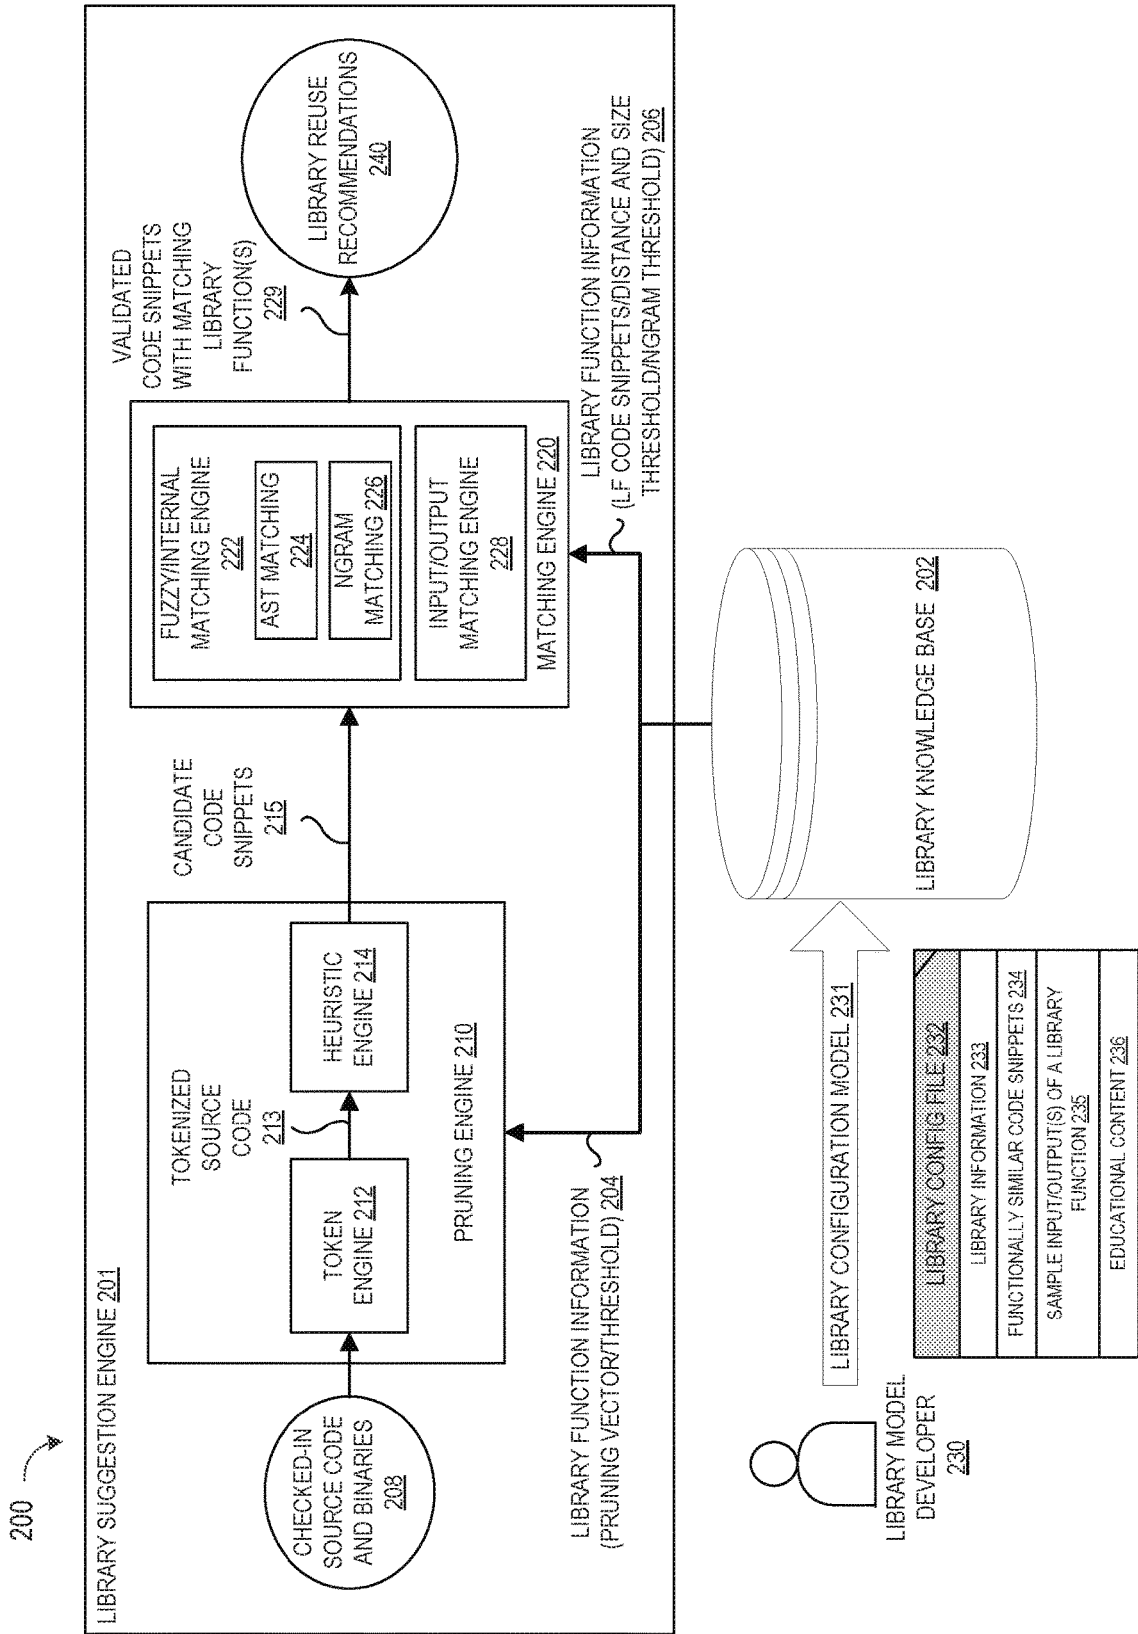 200
LIBRARY SUGGESTION ENGINE 201
CHECKED-IN
SOURCE CODE
AND BINARIES
208
TOKENIZED
SOURCE
CODE
213
TOKEN
ENGINE 212
HEURISTIC
ENGINE 214
PRUNING ENGINE 210
CANDIDATE
CODE
SNIPPETS
215
FUZZY/INTERNAL
MATCHING ENGINE
222
AST MATCHING
224
NGRAM
MATCHING 226
INPUT/OUTPUT
MATCHING ENGINE
228
MATCHING ENGINE 220
VALIDATED
CODE SNIPPETS
WITH MATCHING
LIBRARY
FUNCTION(S)
229
LIBRARY REUSE
RECOMMENDATIONS
240
LIBRARY FUNCTION INFORMATION
(PRUNING VECTOR/THRESHOLD) 204
LIBRARY FUNCTION INFORMATION
(LF CODE SNIPPETS/DISTANCE AND SIZE
THRESHOLD/NGRAM THRESHOLD) 206
LIBRARY MODEL
DEVELOPER
230
LIBRARY CONFIGURATION MODEL 231
LIBRARY CONFIG FILE 232
LIBRARY INFORMATION 233
FUNCTIONALLY SIMILAR CODE SNIPPETS 234
SAMPLE INPUT/OUTPUT(S) OF A LIBRARY
FUNCTION 235
EDUCATIONAL CONTENT 236
LIBRARY KNOWLEDGE BASE 202